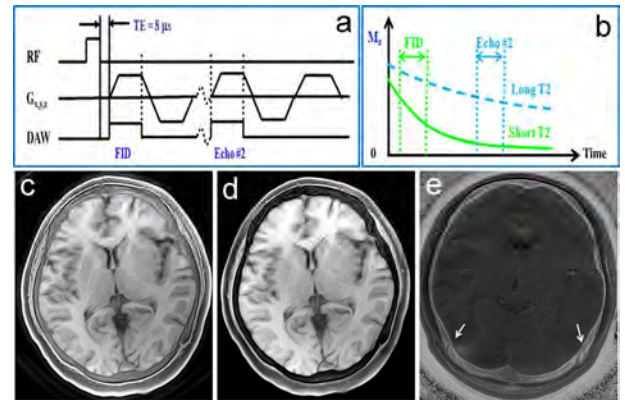 a
TE = 8 μs
RF
Gx,y,z
DAW
FID
Echo #2
b
Mz
FID
Echo #2
Long T2
Short T2
0
Time
c
d
e